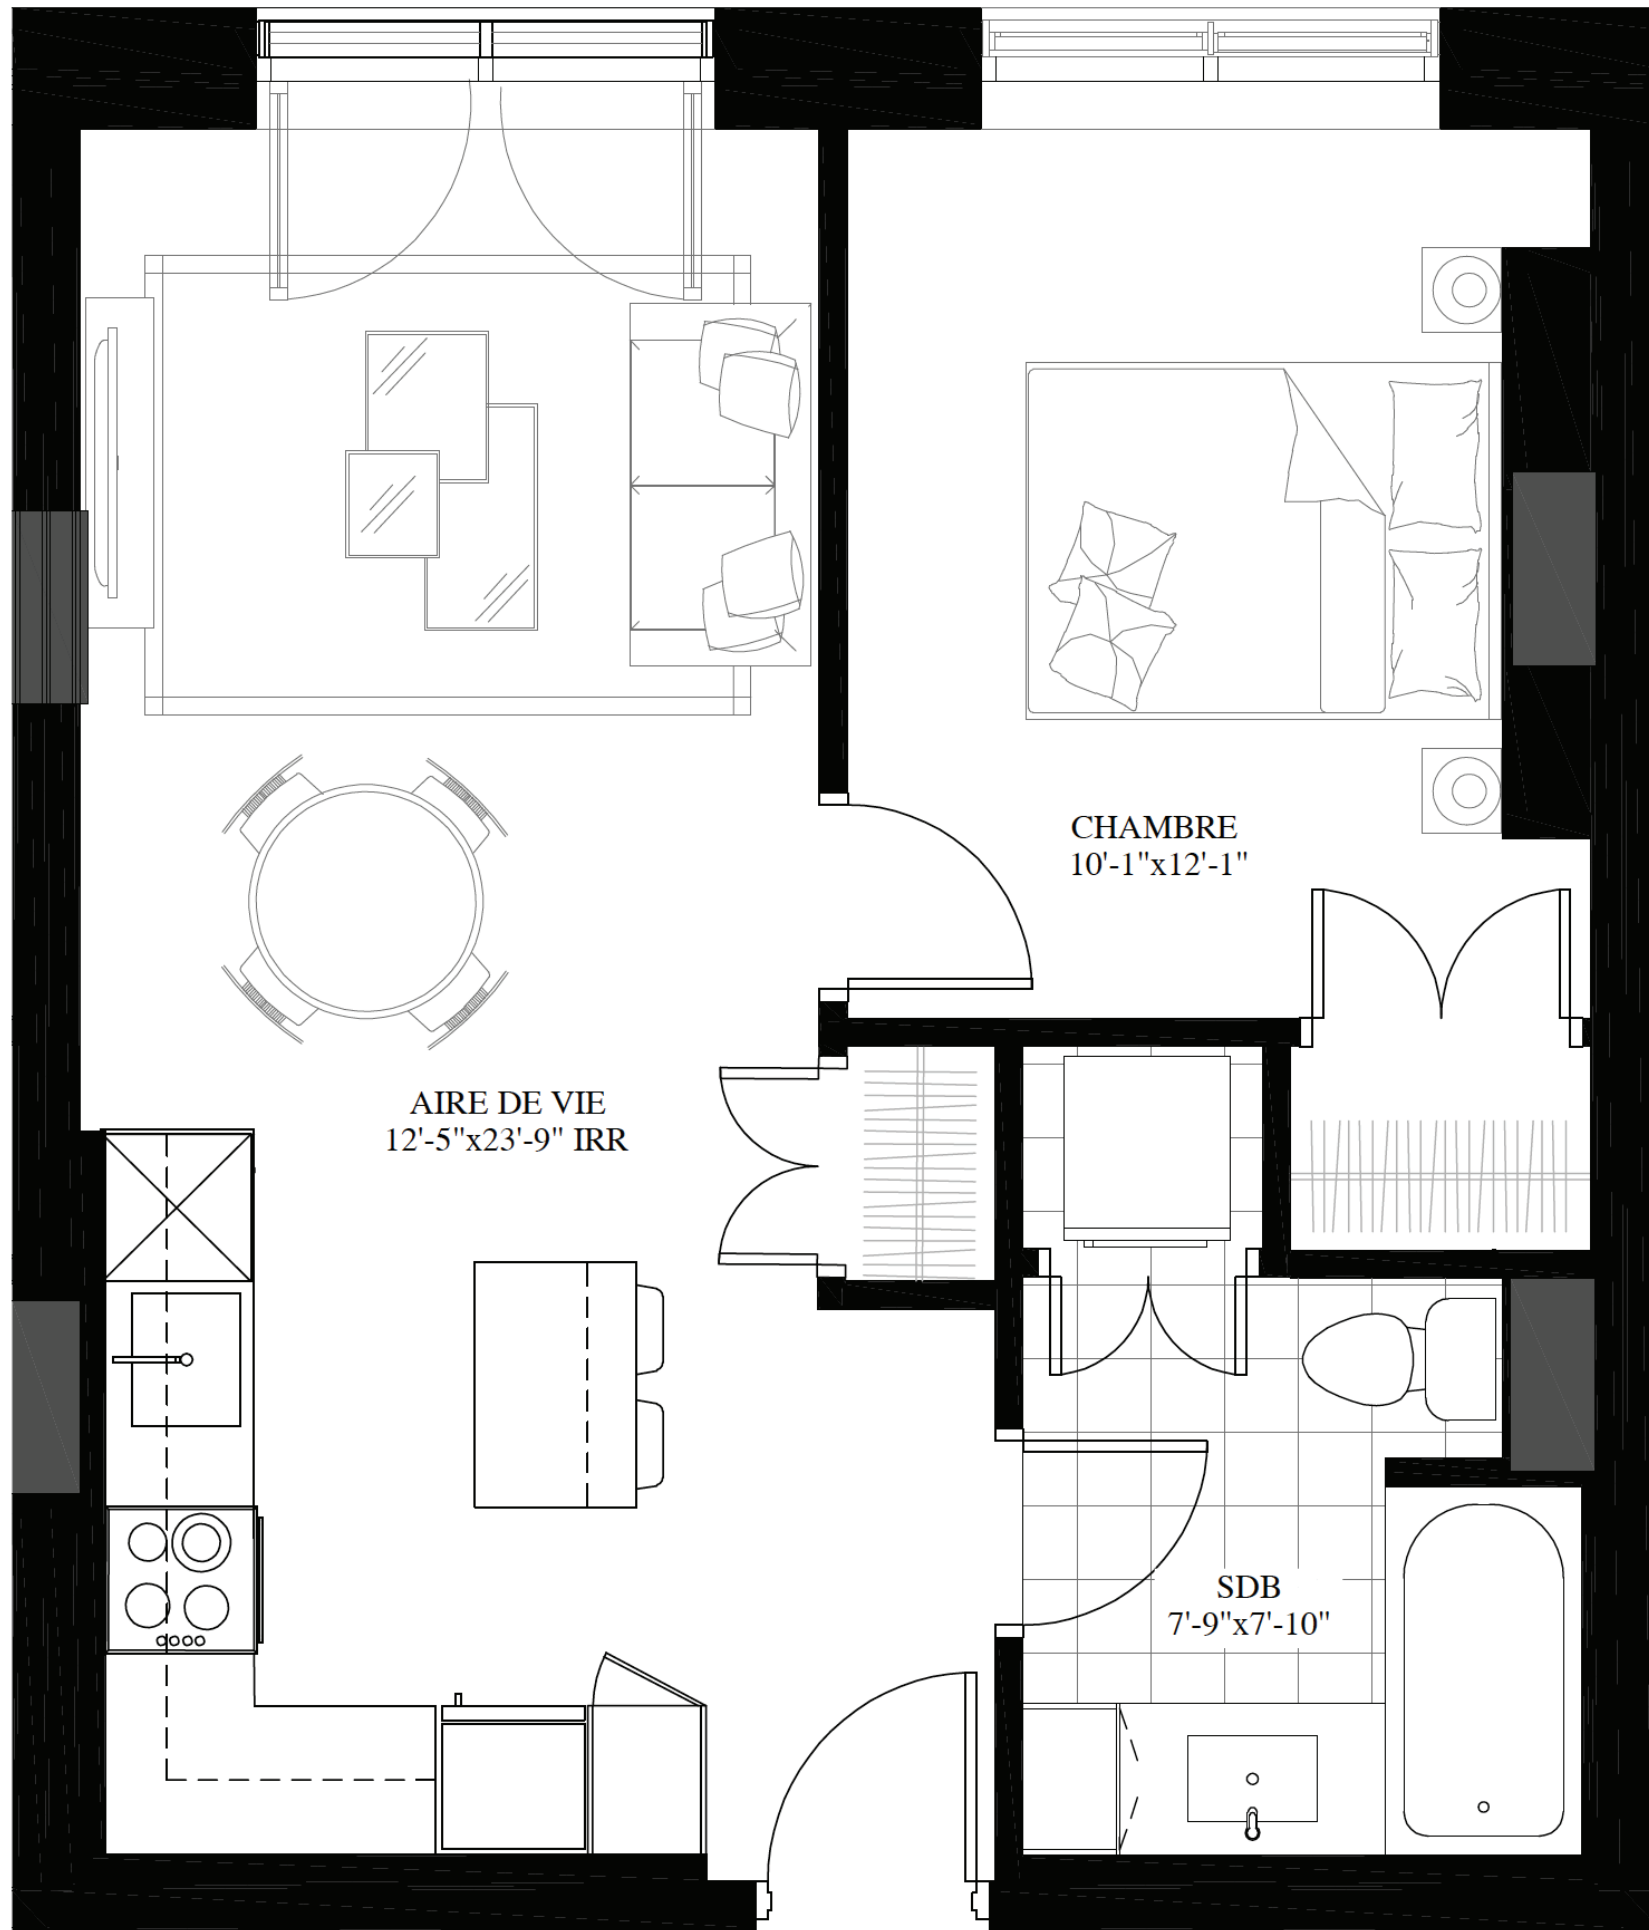 CHAMBRE
10'-1"x12'-1"
AIRE DE VIE
12'-5"x23'-9" IRR
SDB
7'-9"x7'-10"